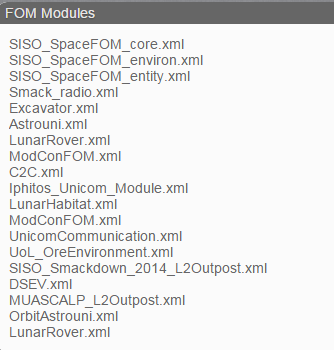 FOM Modules
SISO_SpaceFOM_core.xml
SISO_SpaceFOM_environ.xml
SISO_SpaceFOM_entity.xml
Smack_radio.xml
Excavator.xml
Astrouni.xml
LunarRover.xml
ModConFOM.xml
C2C.xml
Iphitos_Unicom_Module.xml
LunarHabitat.xml
ModConFOM.xml
UnicomCommunication.xml
UoL_OreEnvironment.xml
SISO_Smackdown_2014_L2Outpost.xml
DSEV.xml
MUASCALP_L2Outpost.xml
OrbitAstrouni.xml
LunarRover.xml